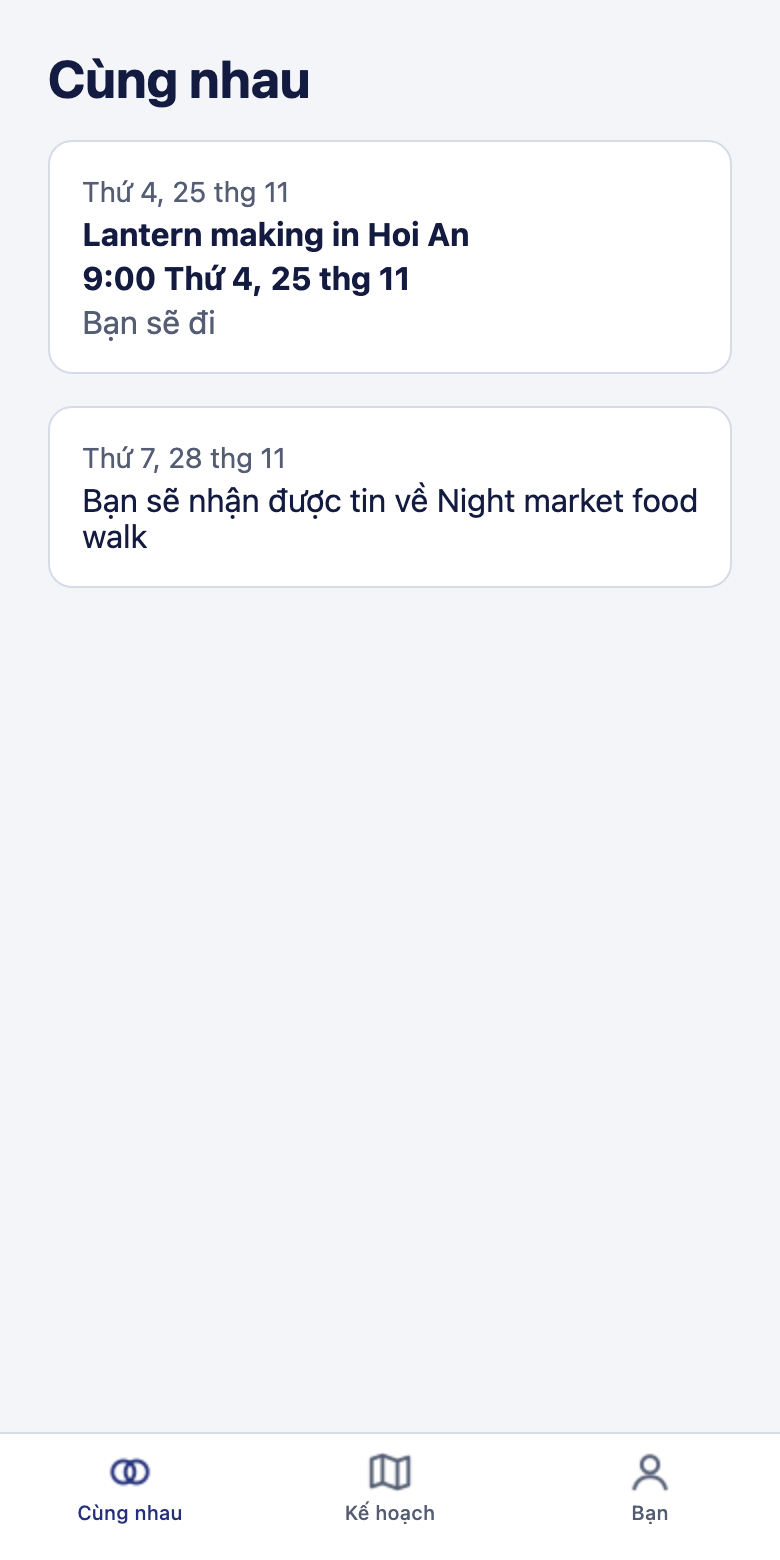 Cùng nhau
Thứ 4, 25 thg 11
Lantern making in Hoi An
9:00 Thứ 4, 25 thg 11
Bạn sẽ đi
Thứ 7, 28 thg 11
Bạn sẽ nhận được tin về Night market food
walk
Cùng nhau
Kế hoạch
Bạn